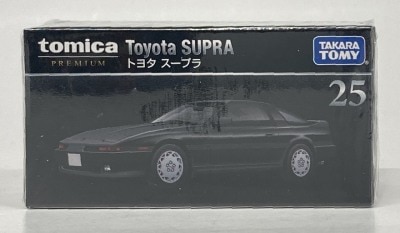 tomica
PREMIUM
Toyota SUPRA
トヨタ スープラ
TAKARA
TOMY
25